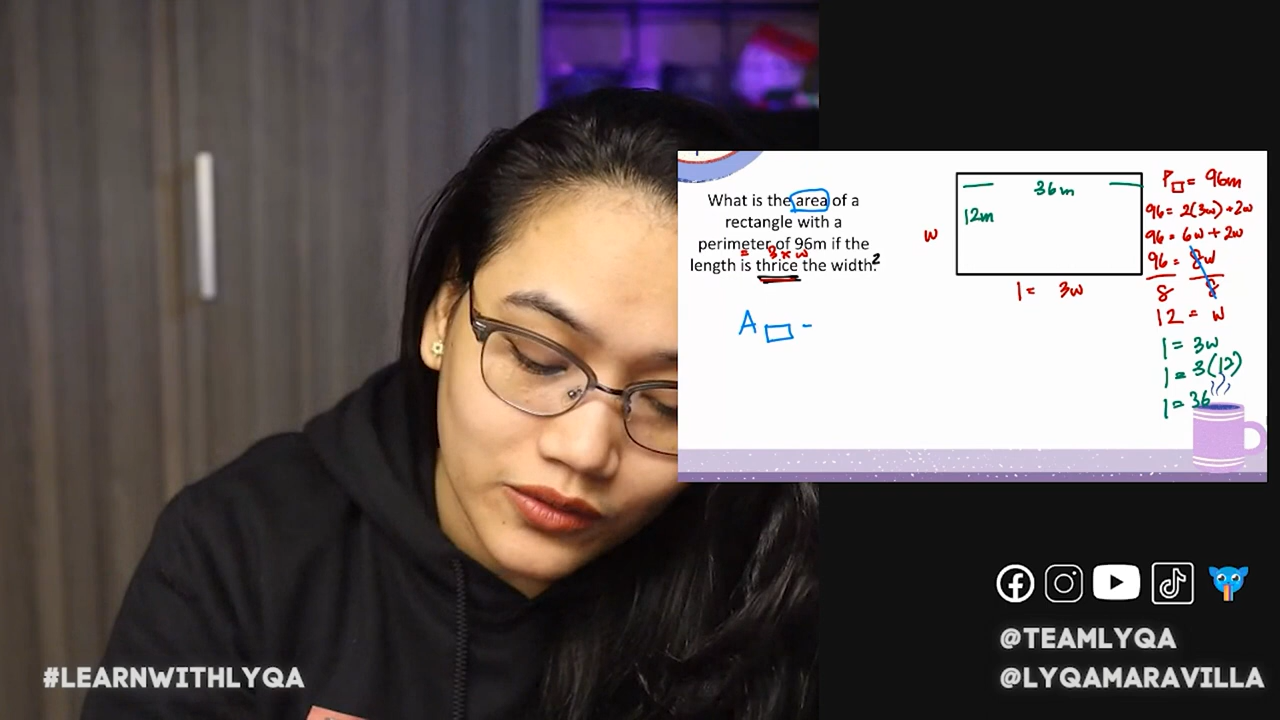 What is the area of a
rectangle with a
perimeter of 96m if the
= 3 x w
length is thrice the width?
A▭ -
36m
12m
w
l = 3w
P▭ = 96m
96 = 2(3w) + 2w
96 = 6w + 2w
96 = 8w
8 8
12 = w
l = 3w
l = 3(12)
l = 36
#LEARNWITHLYQA
@TEAMLYQA
@LYQAMARAVILLA